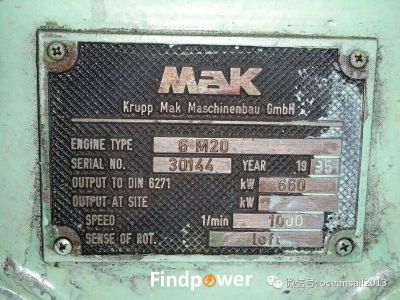 MaK
Krupp MaK Maschinenbau GmbH
ENGINE TYPE 6 M20
SERIAL NO. 30144 YEAR 1995
OUTPUT TO DIN 6271 kW 660
OUTPUT AT SITE kW
SPEED 1/min 1000
SENSE OF ROT. left
Findpower
微信号: oceansail2013